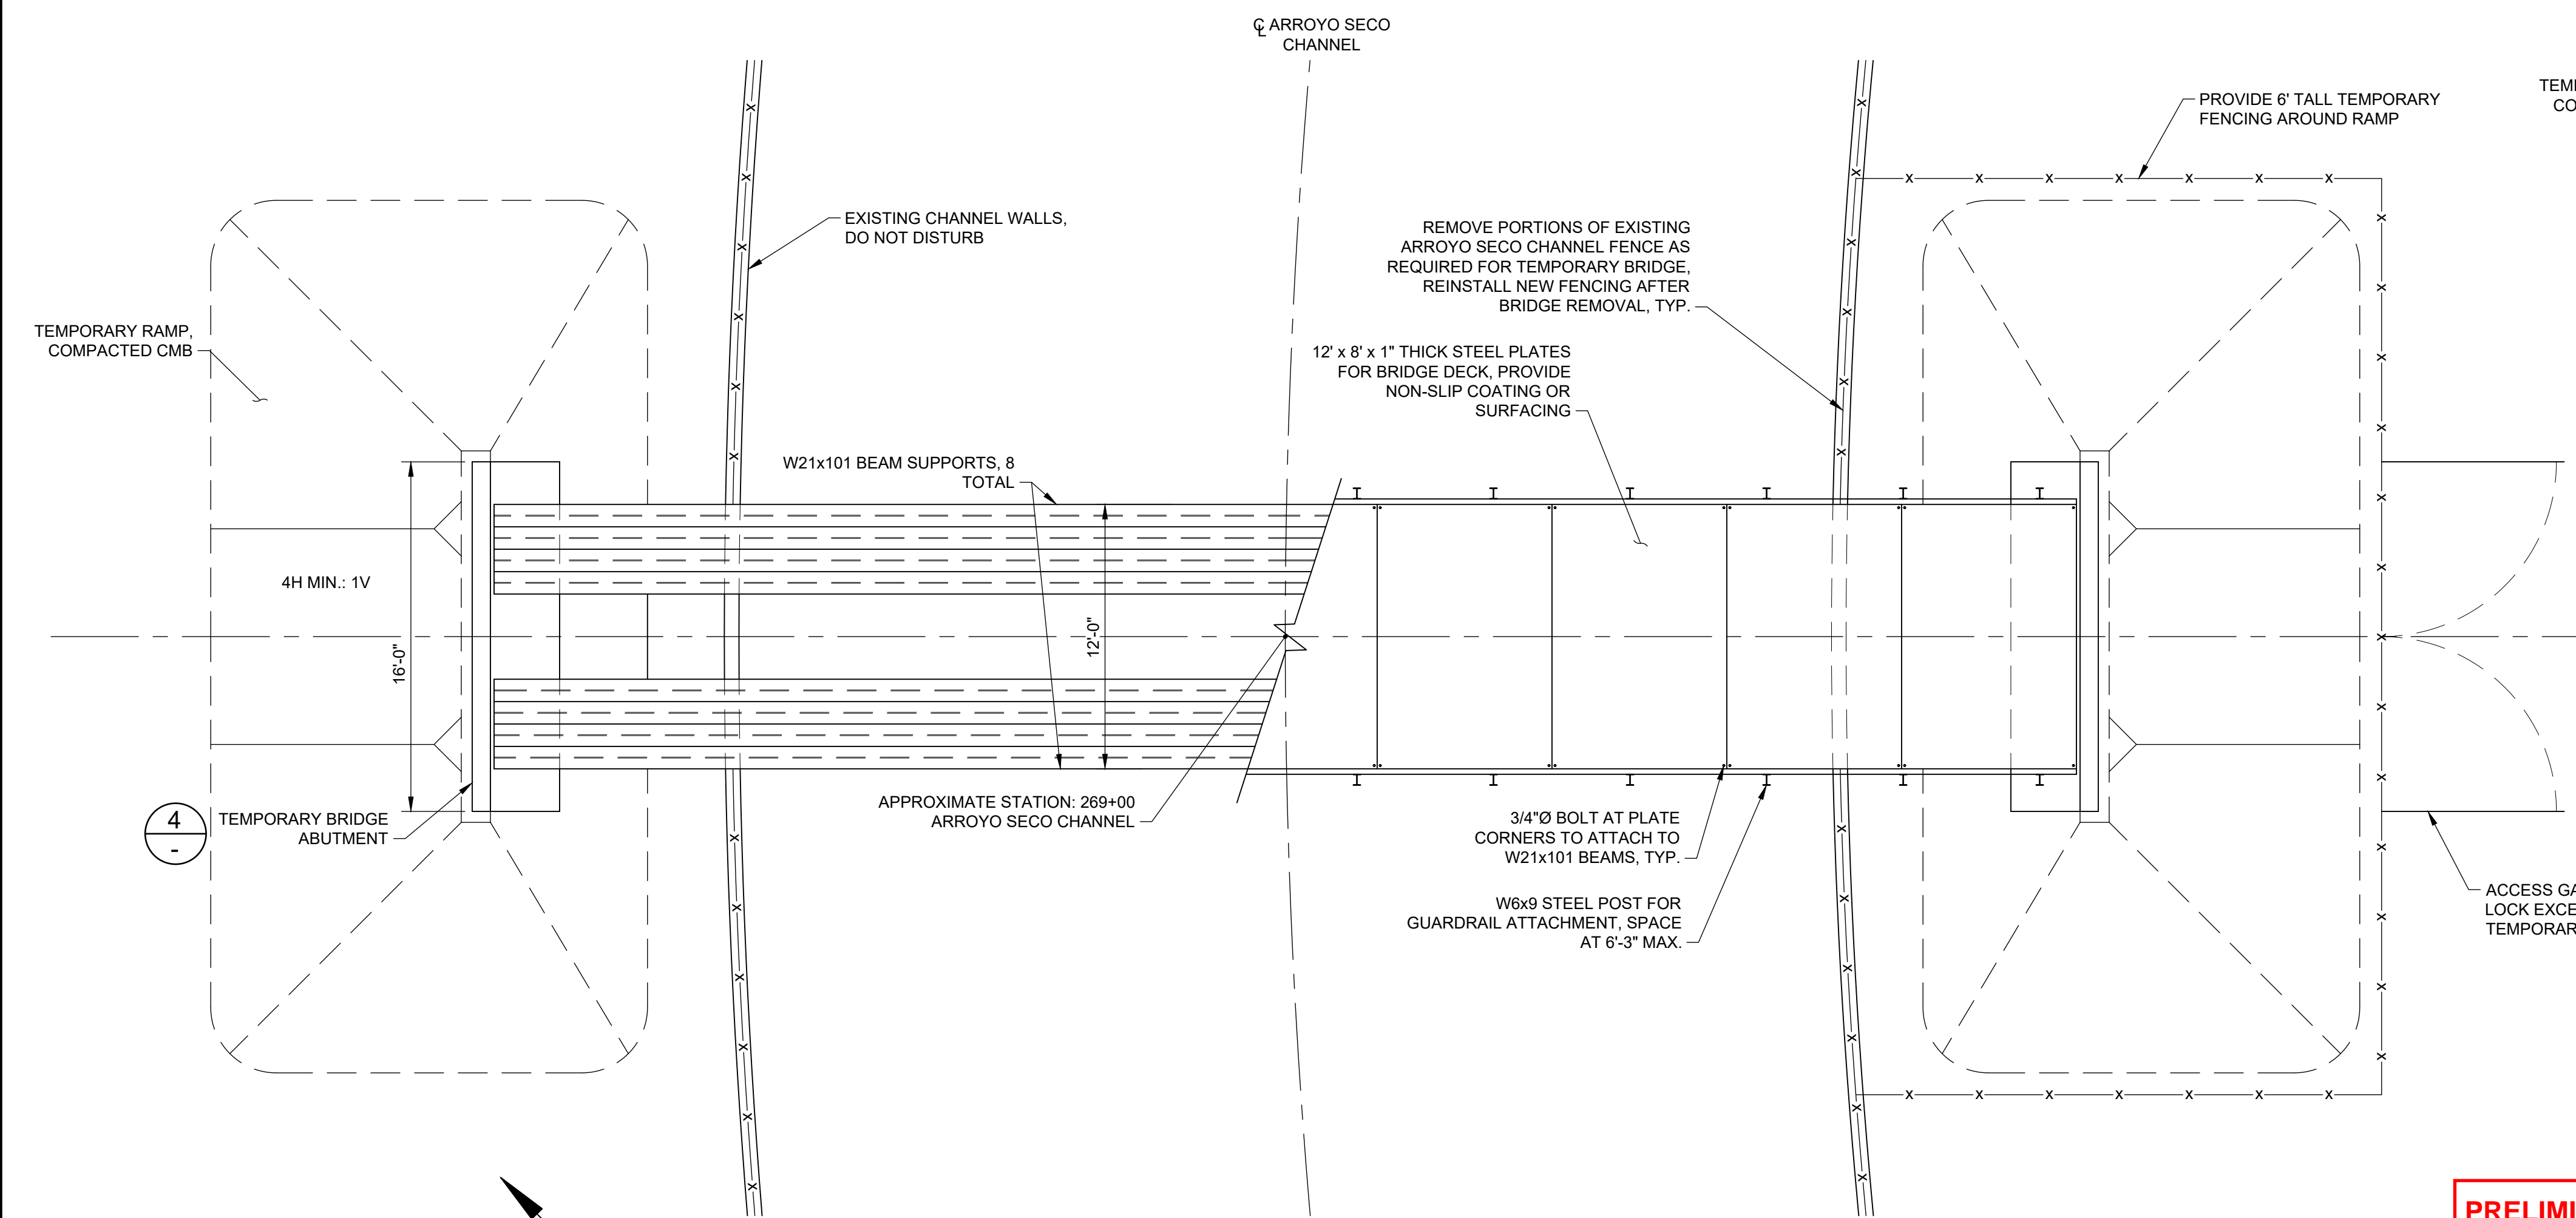 ℄ ARROYO SECO
CHANNEL
PROVIDE 6' TALL TEMPORARY
FENCING AROUND RAMP
EXISTING CHANNEL WALLS,
DO NOT DISTURB
REMOVE PORTIONS OF EXISTING
ARROYO SECO CHANNEL FENCE AS
REQUIRED FOR TEMPORARY BRIDGE,
REINSTALL NEW FENCING AFTER
BRIDGE REMOVAL, TYP.
TEMPORARY RAMP,
COMPACTED CMB
12' x 8' x 1" THICK STEEL PLATES
FOR BRIDGE DECK, PROVIDE
NON-SLIP COATING OR
SURFACING
W21x101 BEAM SUPPORTS, 8
TOTAL
4H MIN.: 1V
16'-0"
12'-0"
4
-
TEMPORARY BRIDGE
ABUTMENT
APPROXIMATE STATION: 269+00
ARROYO SECO CHANNEL
3/4"Ø BOLT AT PLATE
CORNERS TO ATTACH TO
W21x101 BEAMS, TYP.
W6x9 STEEL POST FOR
GUARDRAIL ATTACHMENT, SPACE
AT 6'-3" MAX.
ACCESS
LOCK